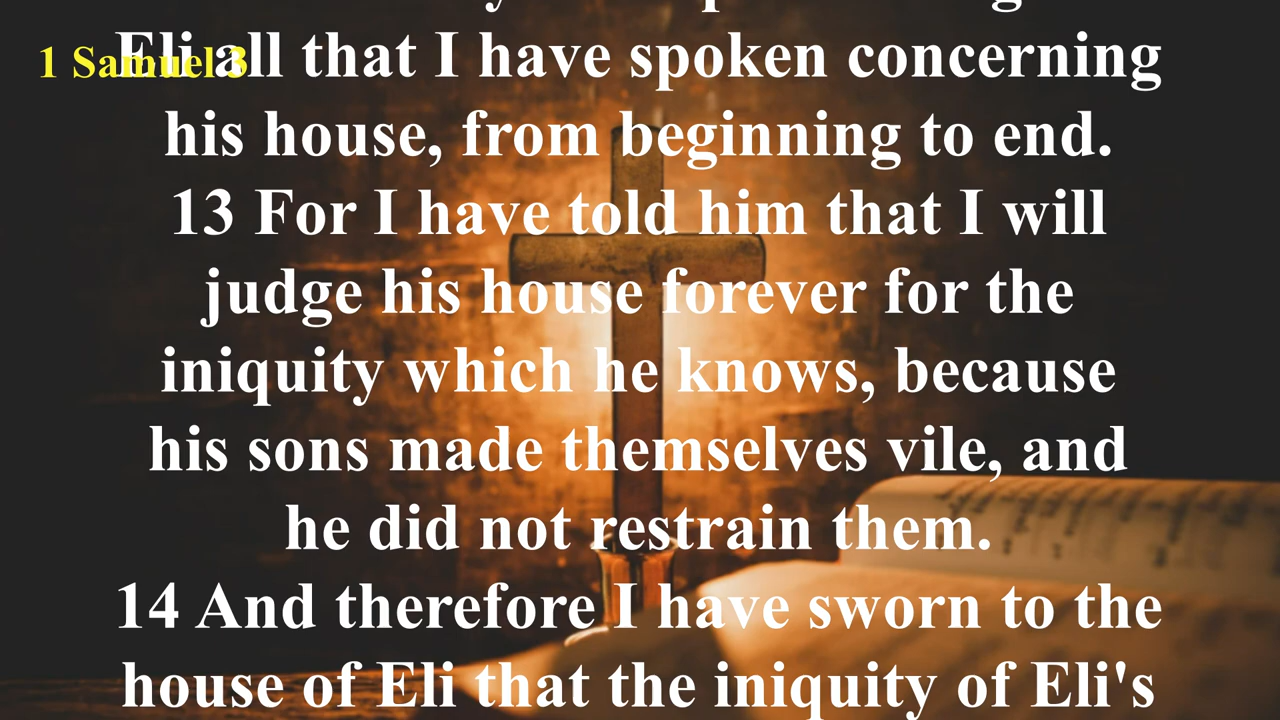 1 Samuel 3
Eli all that I have spoken concerning
his house, from beginning to end.
13 For I have told him that I will
judge his house forever for the
iniquity which he knows, because
his sons made themselves vile, and
he did not restrain them.
14 And therefore I have sworn to the
house of Eli that the iniquity of Eli's